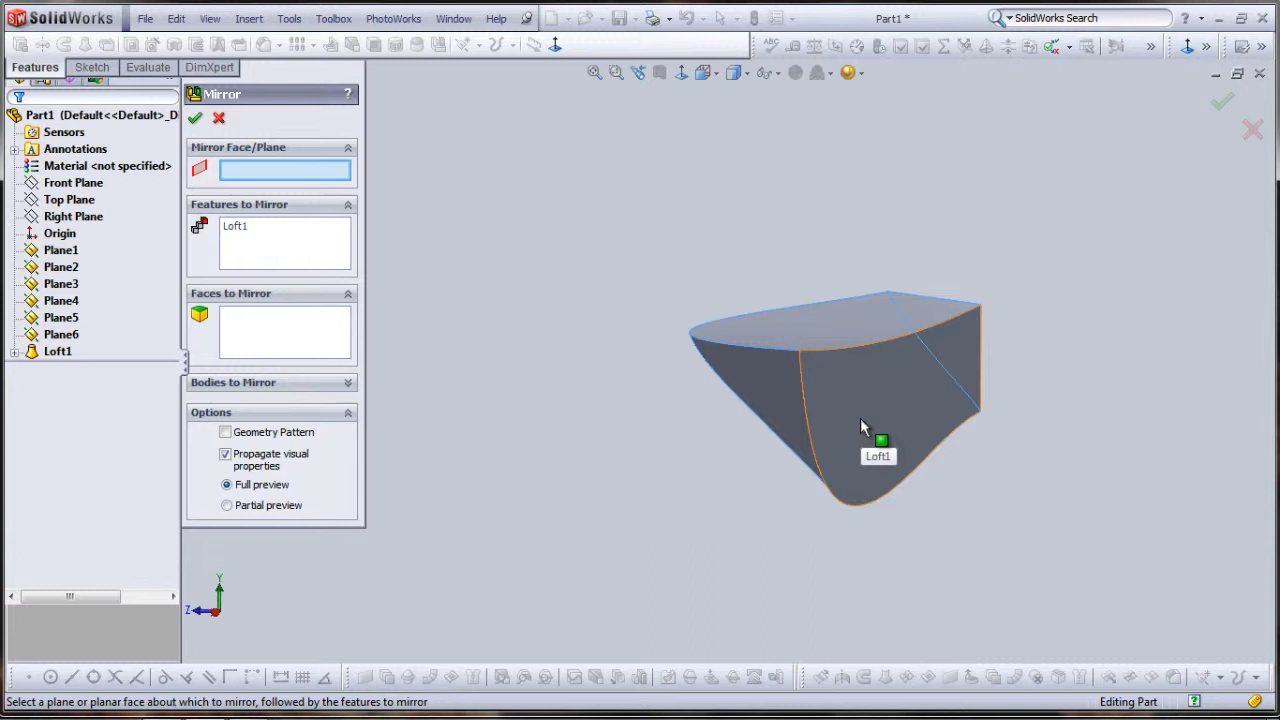 SW SolidWorks File Edit View Insert Tools Toolbox PhotoWorks Window Help Part1 * SolidWorks Search ?
Features Sketch Evaluate DimXpert
Mirror ?
Part1 (Default<<Default>_D
Sensors
Annotations
Material <not specified>
Front Plane
Top Plane
Right Plane
Origin
Plane1
Plane2
Plane3
Plane4
Plane5
Plane6
Loft1
Mirror Face/Plane
Features to Mirror
Loft1
Faces to Mirror
Bodies to Mirror
Options
Geometry Pattern
Propagate visual
properties
Full preview
Partial preview
Loft1
Y
Z
Select a plane or planar face about which to mirror, followed by the features to mirror Editing Part ?